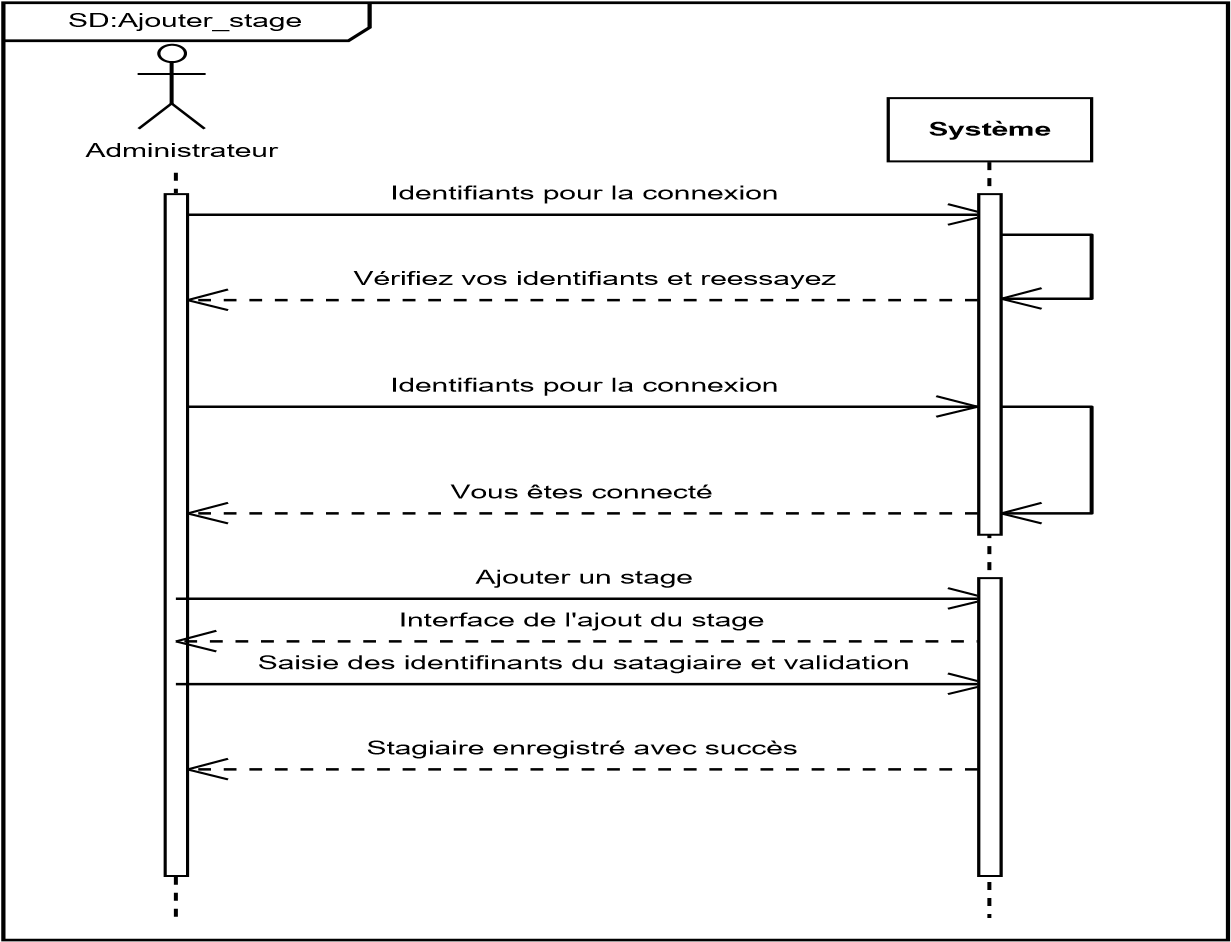 SD:Ajouter_stage
Administrateur
Système
Identifiants pour la connexion
Vérifiez vos identifiants et reessayez
Identifiants pour la connexion
Vous êtes connecté
Ajouter un stage
Interface de l'ajout du stage
Saisie des identifinants du satagiaire et validation
Stagiaire enregistré avec succès